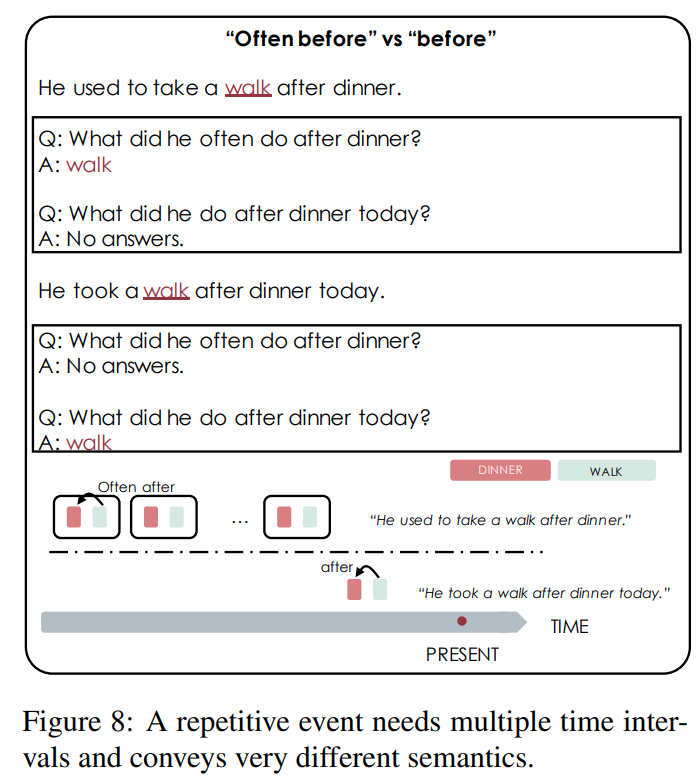 “Often before” vs “before”
He used to take a walk after dinner.
Q: What did he often do after dinner?
A: walk
Q: What did he do after dinner today?
A: No answers.
He took a walk after dinner today.
Q: What did he often do after dinner?
A: No answers.
Q: What did he do after dinner today?
A: walk
DINNER WALK
Often after
... “He used to take a walk after dinner.”
after
“He took a walk after dinner today.”
TIME
PRESENT
Figure 8: A repetitive event needs multiple time inter-
vals and conveys very different semantics.